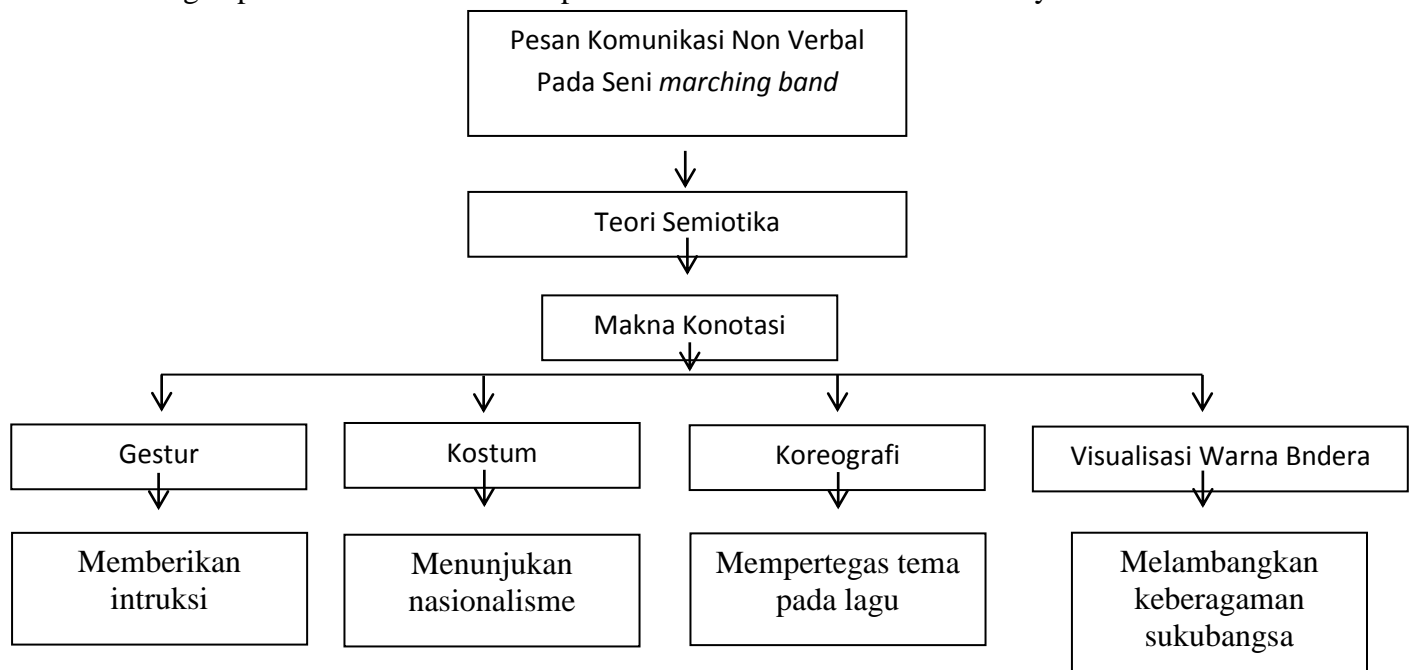 Pesan Komunikasi Non Verbal
Pada Seni marching band
Teori Semiotika
Makna Konotasi
Gestur
Kostum
Koreografi
Visualisasi Warna Bndera
Memberikan
intruksi
Menunjukan
nasionalisme
Mempertegas tema
pada lagu
Melambangkan
keberagaman
sukubangsa